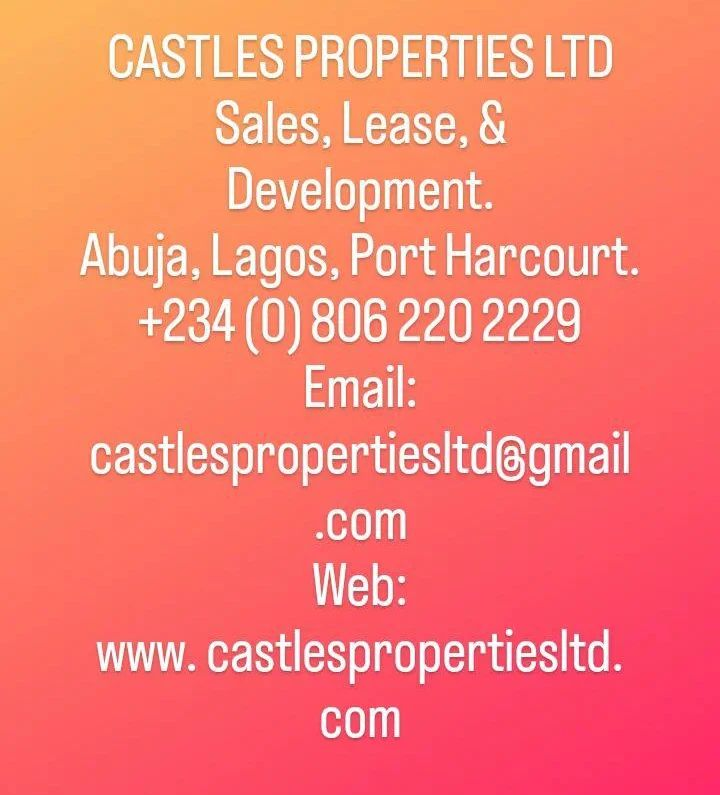 CASTLES PROPERTIES LTD
Sales, Lease, &
Development.
Abuja, Lagos, Port Harcourt.
+234 (0) 806 220 2229
Email:
castlespropertiesltd@gmail
.com
Web:
www. castlespropertiesltd.
com